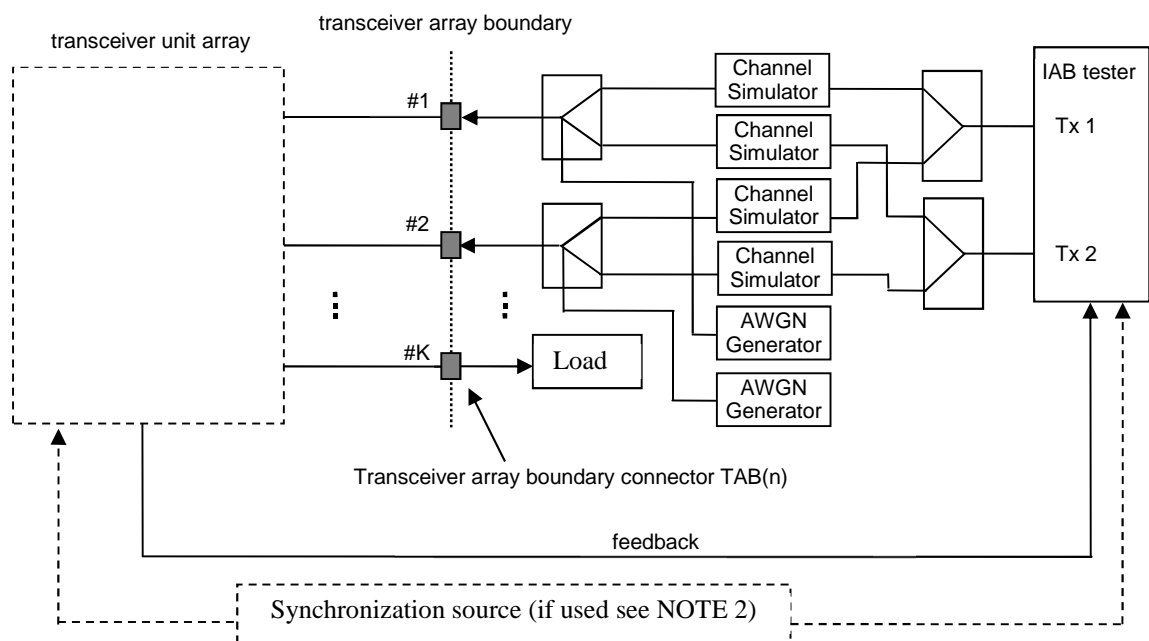 transceiver array boundary
transceiver unit array
#1
Channel
Simulator
IAB tester
Tx 1
Channel
Simulator
#2
Channel
Simulator
Tx 2
Channel
Simulator
AWGN
Generator
#K
Load
AWGN
Generator
Transceiver array boundary connector TAB(n)
feedback
Synchronization source (if used see NOTE 2)